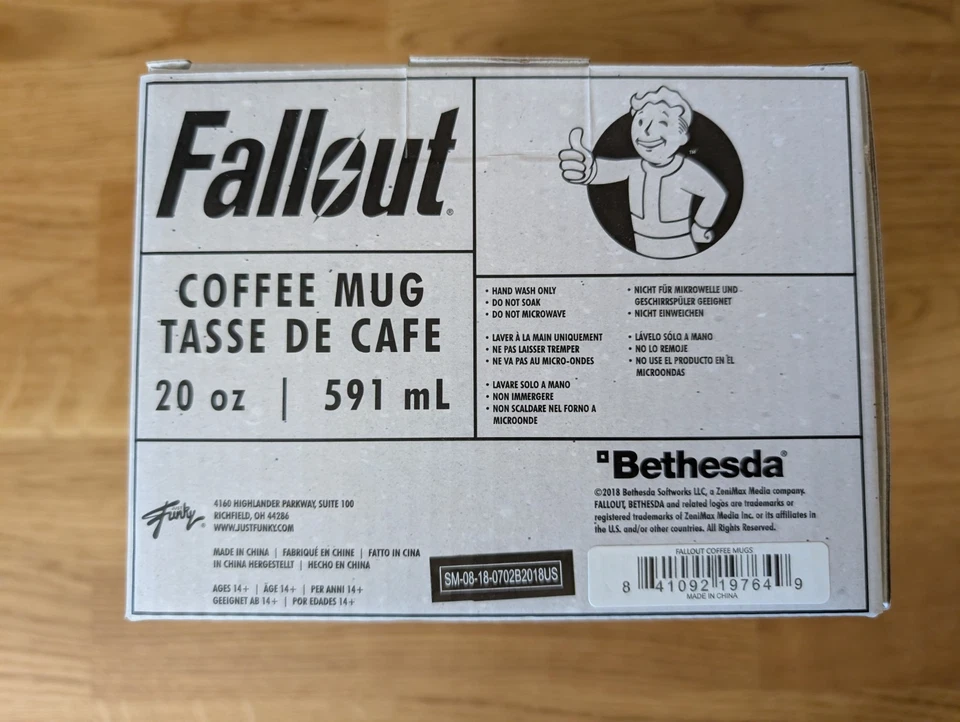 Fallout®
™
COFFEE MUG
TASSE DE CAFE
20 oz | 591 mL
• HAND WASH ONLY
• DO NOT SOAK
• DO NOT MICROWAVE
• LAVER À LA MAIN UNIQUEMENT
• NE PAS LAISSER TREMPER
• NE VA PAS AU MICRO-ONDES
• LAVARE SOLO A MANO
• NON IMMERGERE
• NON SCALDARE NEL FORNO A
MICROONDE
• NICHT FÜR MIKROWELLE UND
GESCHIRRSPÜLER GEEIGNET
• NICHT EINWEICHEN
• LÁVELO SÓLO A MANO
• NO LO REMOJE
• NO USE EL PRODUCTO EN EL
MICROONDAS
Funky®
4160 HIGHLANDER PARKWAY, SUITE 100
RICHFIELD, OH 44286
WWW.JUSTFUNKY.COM
MADE IN CHINA | FABRIQUÉ EN CHINE | FATTO IN CINA
IN CHINA HERGESTELLT | HECHO EN CHINA
AGES 14+ | ÂGE 14+ | PER ANNI 14+
GEEIGNET AB 14+ | POR EDADES 14+
SM-08-18-0702B2018US
Bethesda®
©2018 Bethesda Softworks LLC, a ZeniMax Media company.
FALLOUT, BETHESDA and related logos are trademarks or
registered trademarks of ZeniMax Media Inc. or its affiliates in
the U.S. and/or other countries. All Rights Reserved.
FALLOUT COFFEE MUGS
8 41092 19764 9
MADE IN CHINA